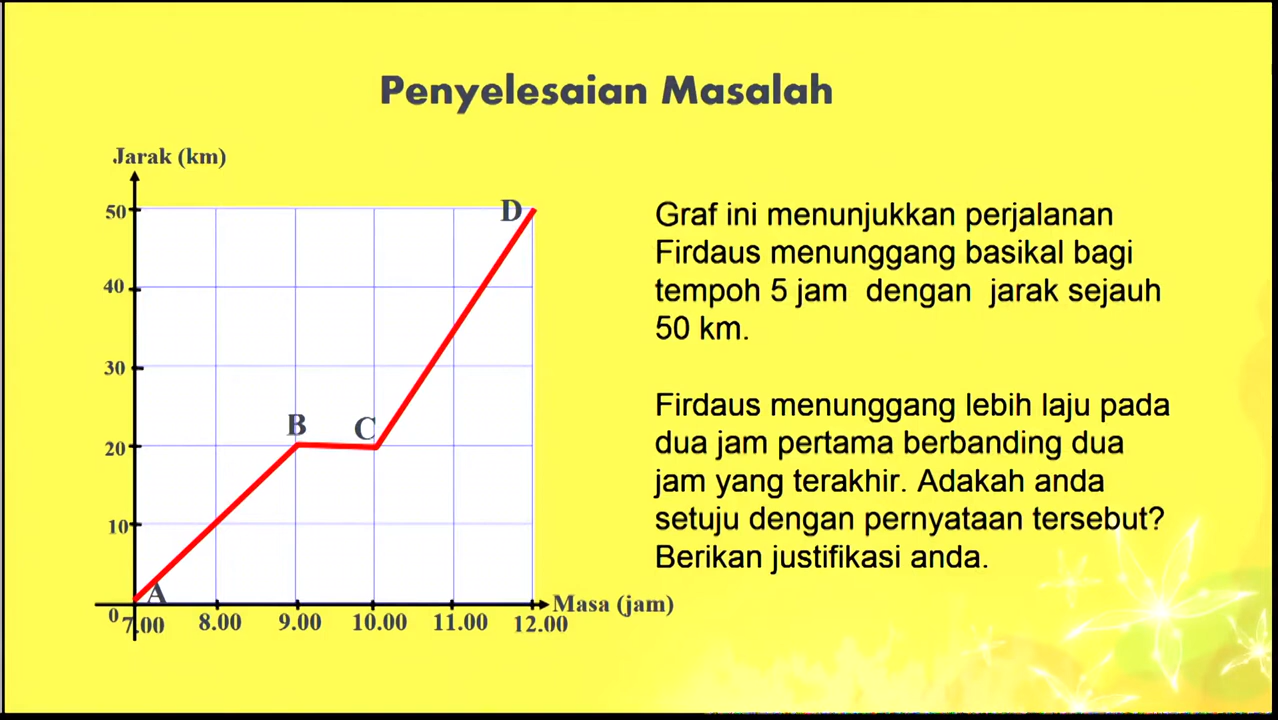 Penyelesaian Masalah
Jarak (km)
50
40
30
20
10
0
A
B
C
D
7.00
8.00
9.00
10.00
11.00
12.00
Masa (jam)
Graf ini menunjukkan perjalanan
Firdaus menunggang basikal bagi
tempoh 5 jam dengan jarak sejauh
50 km.
Firdaus menunggang lebih laju pada
dua jam pertama berbanding dua
jam yang terakhir. Adakah anda
setuju dengan pernyataan tersebut?
Berikan justifikasi anda.